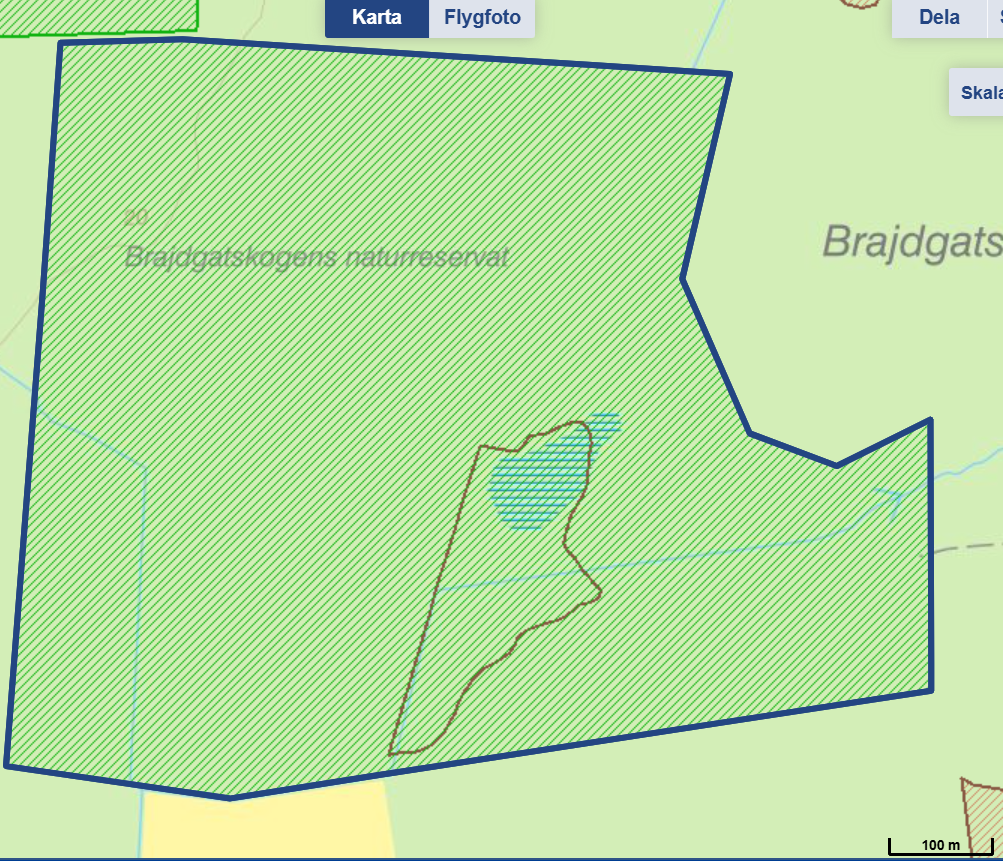 Karta
Flygfoto
Dela
S
Skala
20
Brajdgatskogens naturreservat
Brajdgats
100 m